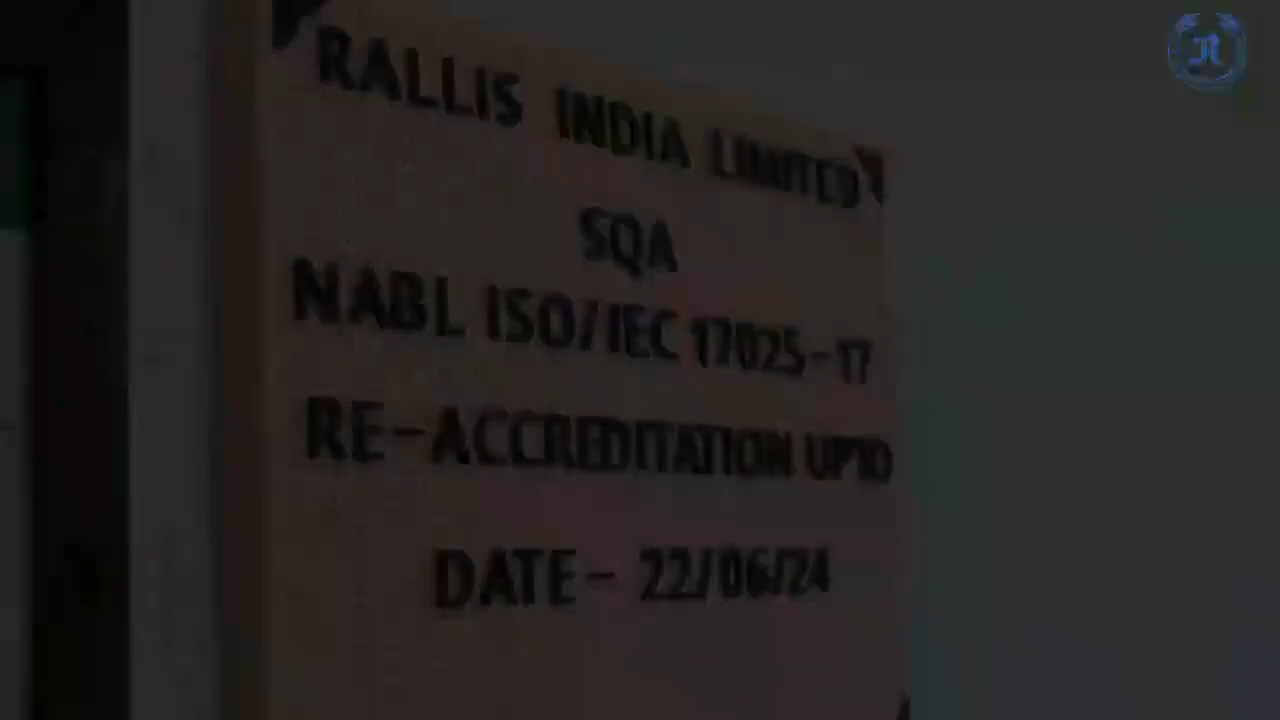 RALLIS INDIA LIMITED
SQA
NABL ISO/IEC 17025-17
RE-ACCREDITATION UPTO
DATE- 22/06/24
R